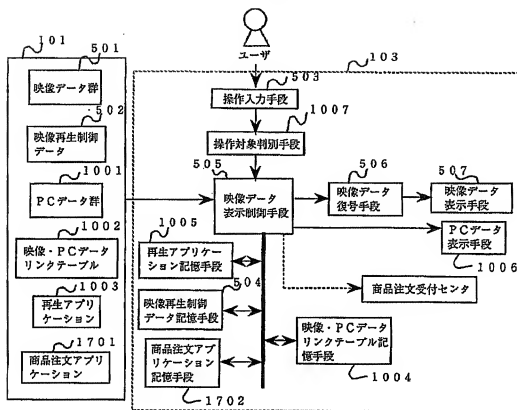 ユーザ
101
501
映像データ群
502
映像再生制御
データ
1001
PCデータ群
1002
映像・PCデータ
リンクテーブル
1003
再生アプリ
ケーション
1701
商品注文アプリ
ケーション
103
503
操作入力手段
1007
操作対象判別手段
505
映像データ
表示制御手段
506
映像データ
復号手段
507
映像データ
表示手段
PCデータ
表示手段
1006
1005
再生アプリケー
ション記憶手段
504
映像再生制御
データ記憶手段
商品注文アプリ
ケーション
記憶手段
1702
商品注文受付センタ
映像・PCデータ
リンクテーブル記
憶手段
1004